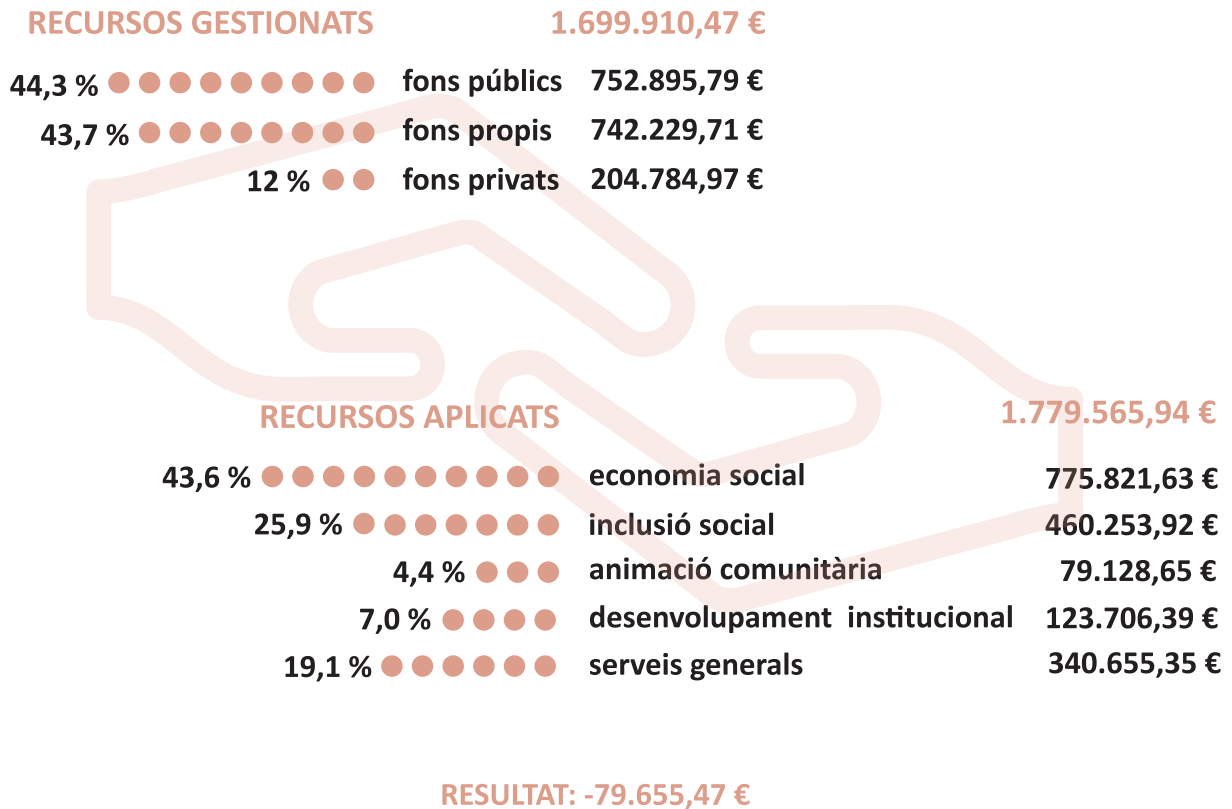 RECURSOS GESTIONATS 1.699.910,47 €
44,3 % fons públics 752.895,79 €
43,7 % fons propis 742.229,71 €
12 % fons privats 204.784,97 €
RECURSOS APLICATS 1.779.565,94 €
43,6 % economia social 775.821,63 €
25,9 % inclusió social 460.253,92 €
4,4 % animació comunitària 79.128,65 €
7,0 % desenvolupament institucional 123.706,39 €
19,1 % serveis generals 340.655,35 €
RESULTAT: -79.655,47 €